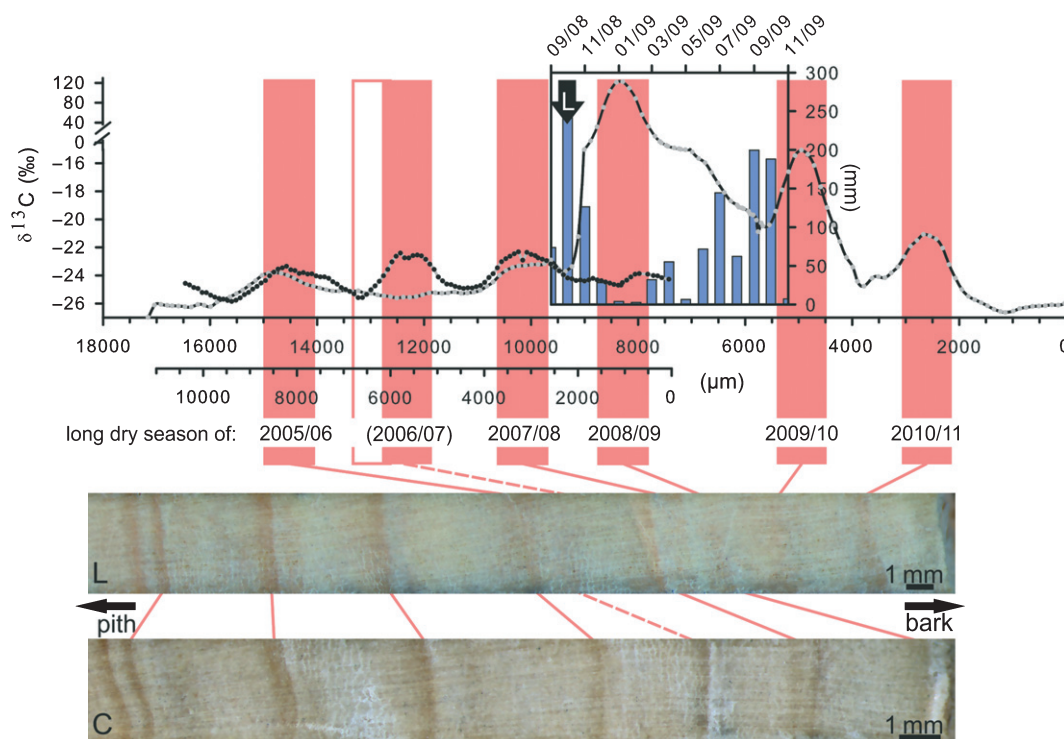 09/08 11/08 01/09 03/09 05/09 07/09 09/09 11/09
120
80
40
0
−16
−18
−20
−22
−24
−26
δ13C (‰)
L
300
200
100
50
0
(mm)
18000 16000 14000 12000 10000 8000 6000 4000 2000 0
(µm)
10000 8000 6000 4000 2000 0
long dry season of: 2005/06 (2006/07) 2007/08 2008/09 2009/10 2010/11
L
1 mm
pith
bark
C
1 mm